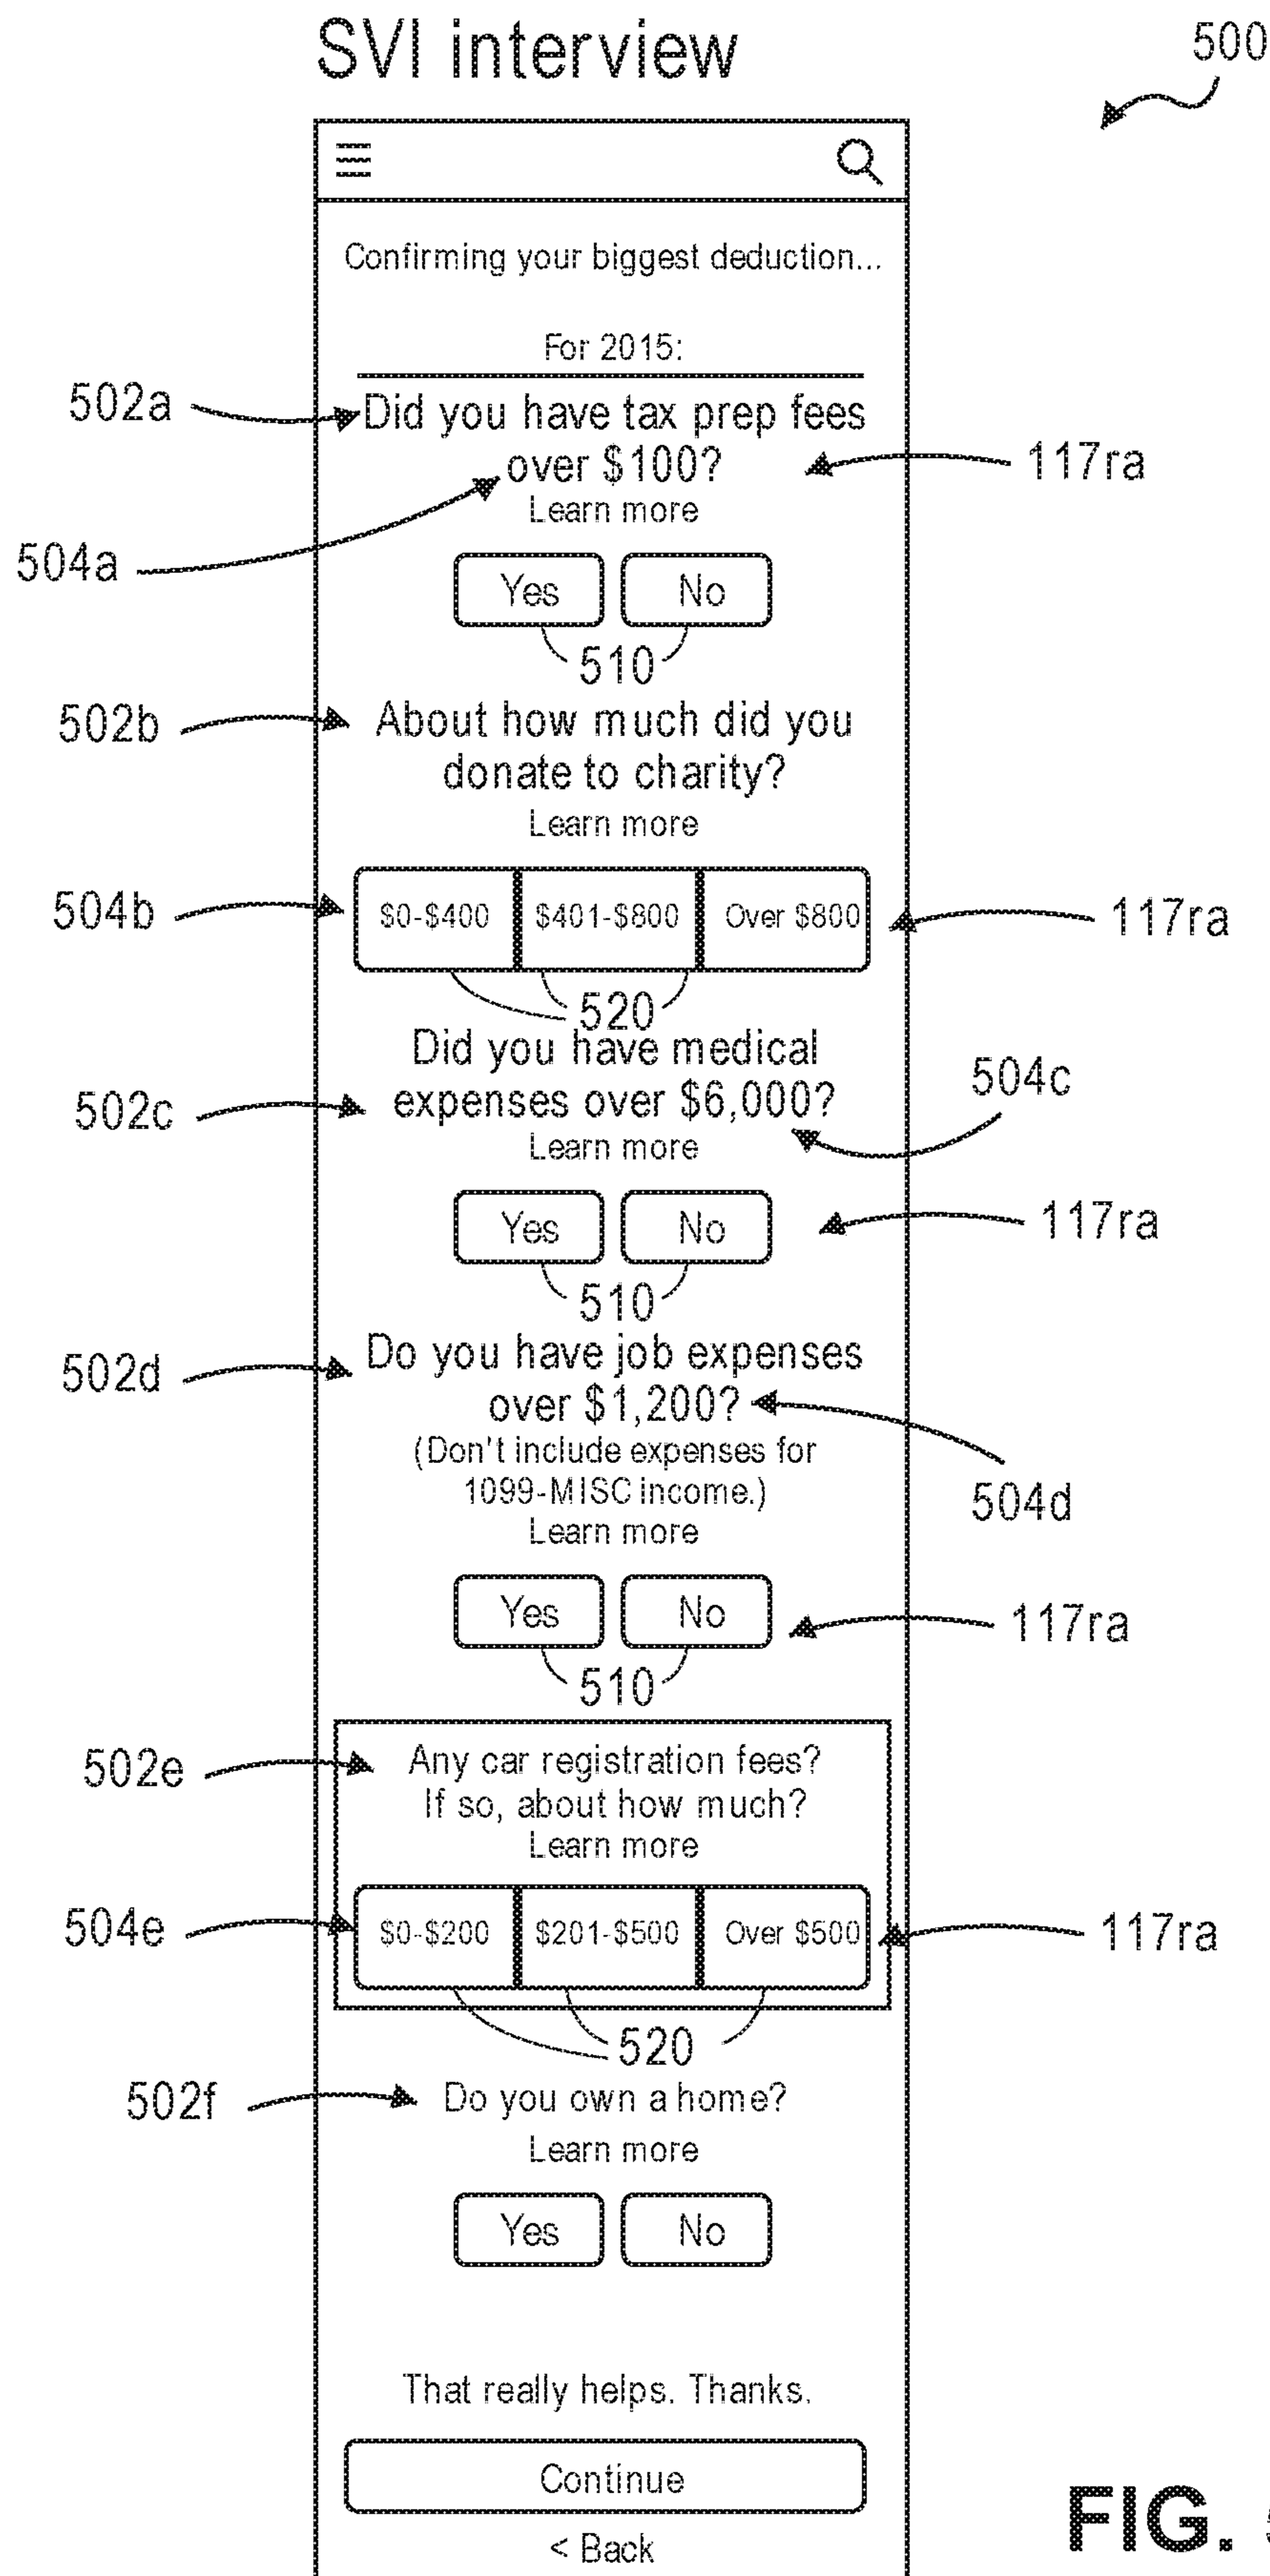 SVI interview
500
Confirming your biggest deduction...
For 2015:
502a
Did you have tax prep fees
over $100?
117ra
Learn more
504a
Yes No
510
502b
About how much did you
donate to charity?
Learn more
504b
$0-$400 $401-$800 Over $800
117ra
520
Did you have medical
504c
502c
expenses over $6,000?
Learn more
117ra
Yes No
510
502d
Do you have job expenses
over $1,200?
(Don't include expenses for
1099-MISC income.)
504d
Learn more
Yes No
117ra
510
502e
Any car registration fees?
If so, about how much?
Learn more
504e
$0-$200 $201-$500 Over $500
117ra
520
502f
Do you own a home?
Learn more
Yes No
That really helps. Thanks.
Continue
< Back
FIG.